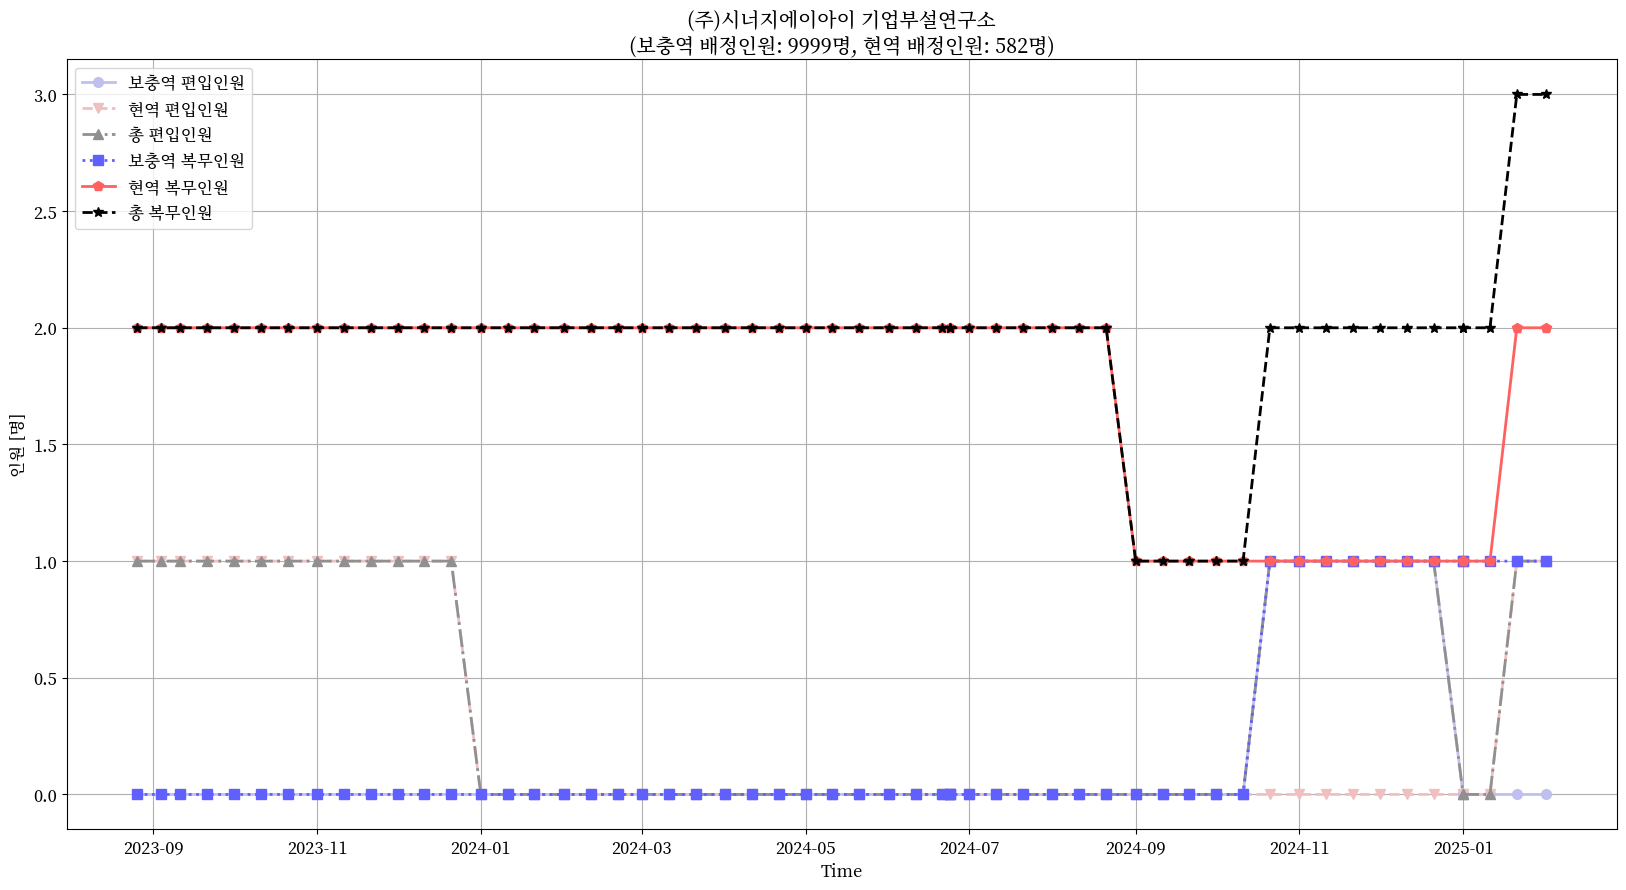 (주)시너지에이아이 기업부설연구소
(보충역 배정인원: 9999명, 현역 배정인원: 582명)
보충역 편입인원
현역 편입인원
총 편입인원
보충역 복무인원
현역 복무인원
총 복무인원
인원 [명]
3.0
2.5
2.0
1.5
1.0
0.5
0.0
2023-09
2023-11
2024-01
2024-03
2024-05
2024-07
2024-09
2024-11
2025-01
Time